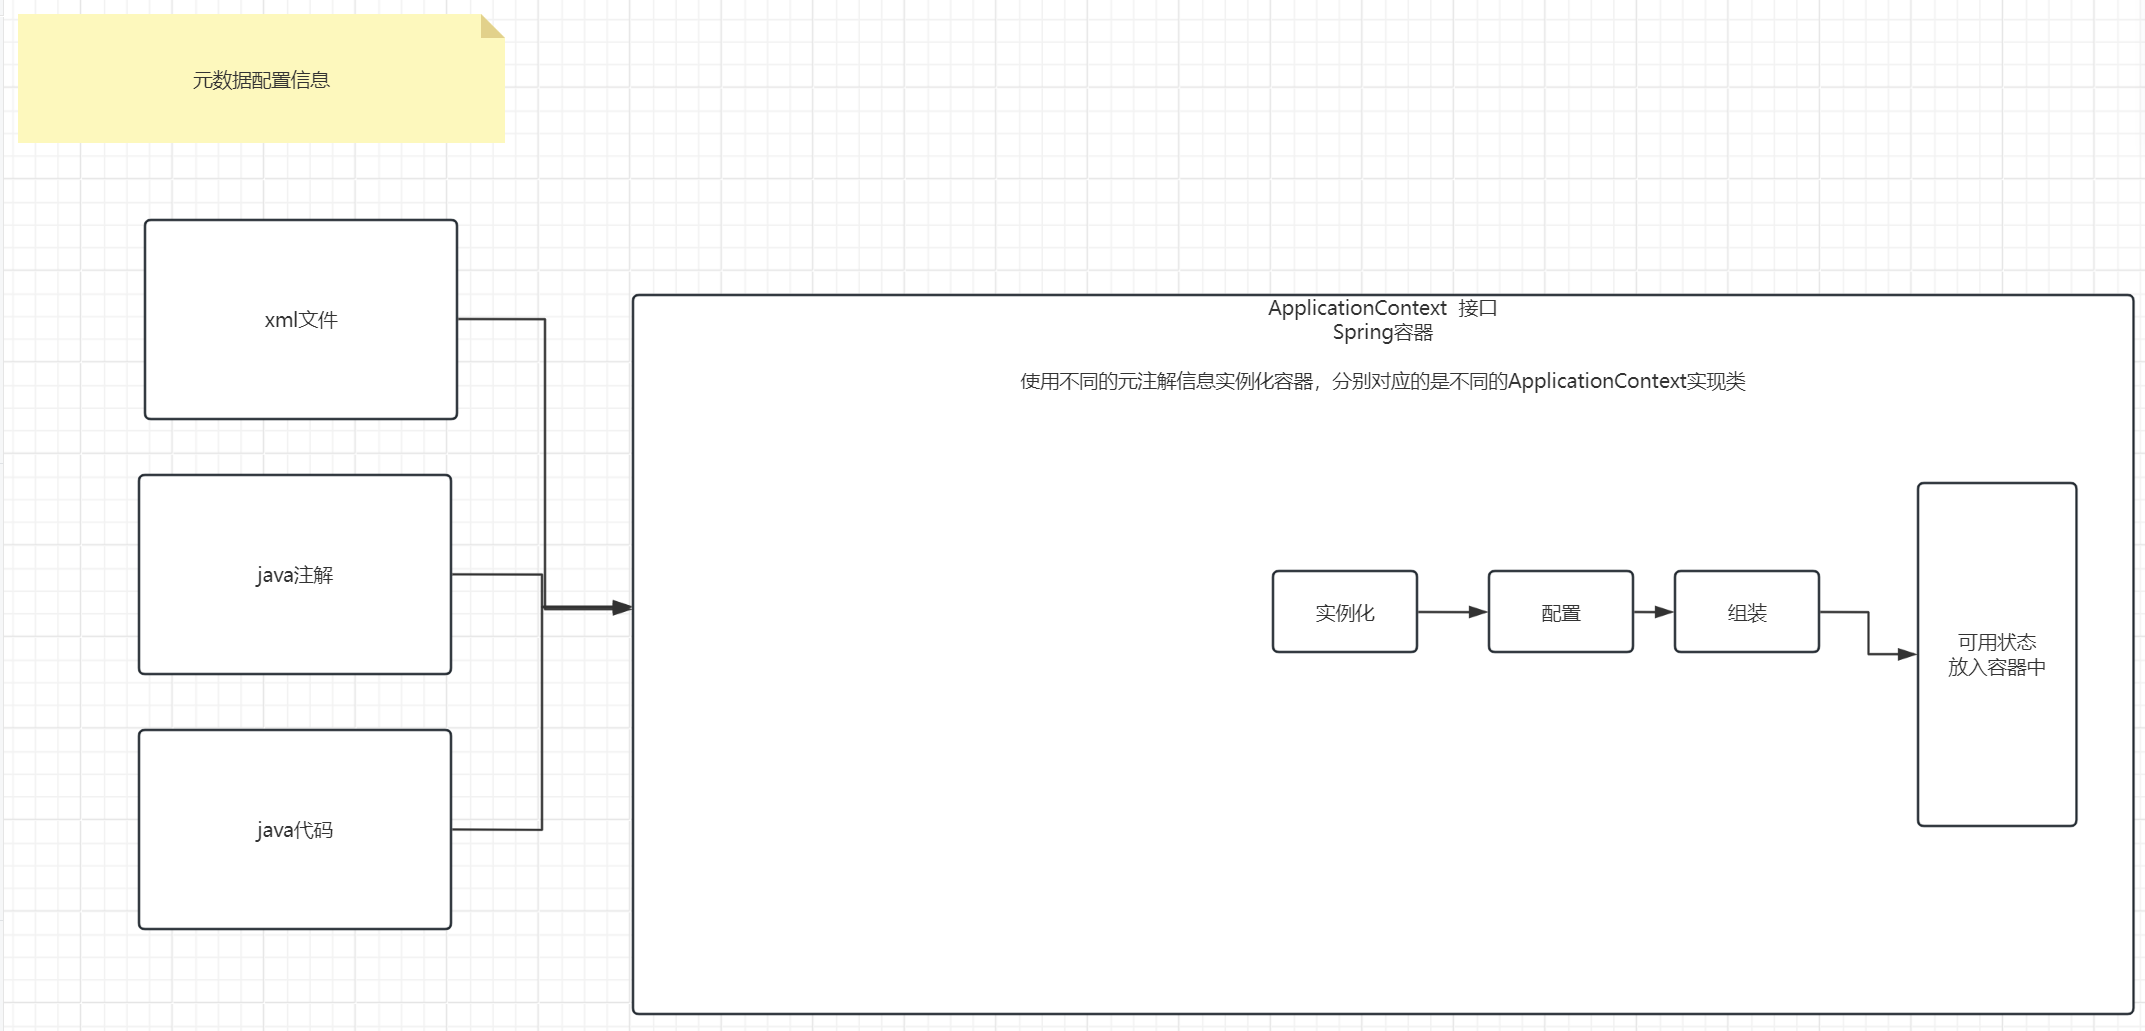 元数据配置信息
xml文件
java注解
java代码
ApplicationContext  接口
Spring容器
使用不同的元注解信息实例化容器，分别对应的是不同的ApplicationContext实现类
实例化
配置
组装
可用状态
放入容器中